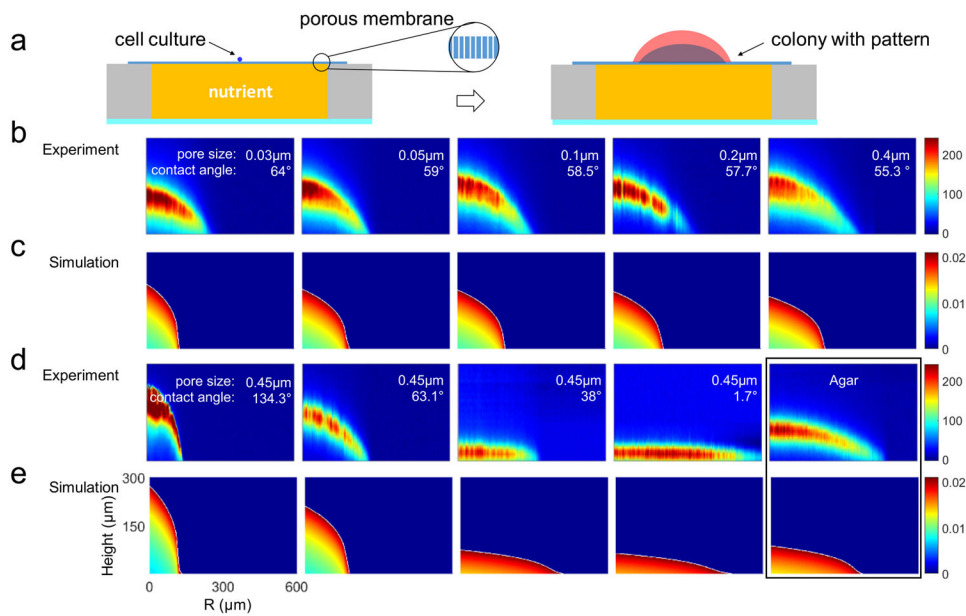 a
cell culture
porous membrane
nutrient
colony with pattern
b
Experiment
pore size: 0.03μm
contact angle: 64°
0.05μm
59°
0.1μm
58.5°
0.2μm
57.7°
0.4μm
55.3 °
200
100
0
c
Simulation
0.02
0.01
0
d
Experiment
pore size: 0.45μm
contact angle: 134.3°
0.45μm
63.1°
0.45μm
38°
0.45μm
1.7°
Agar
200
100
0
e
Simulation
Height (μm)
300
150
0 300 600
R (μm)
0.02
0.01
0